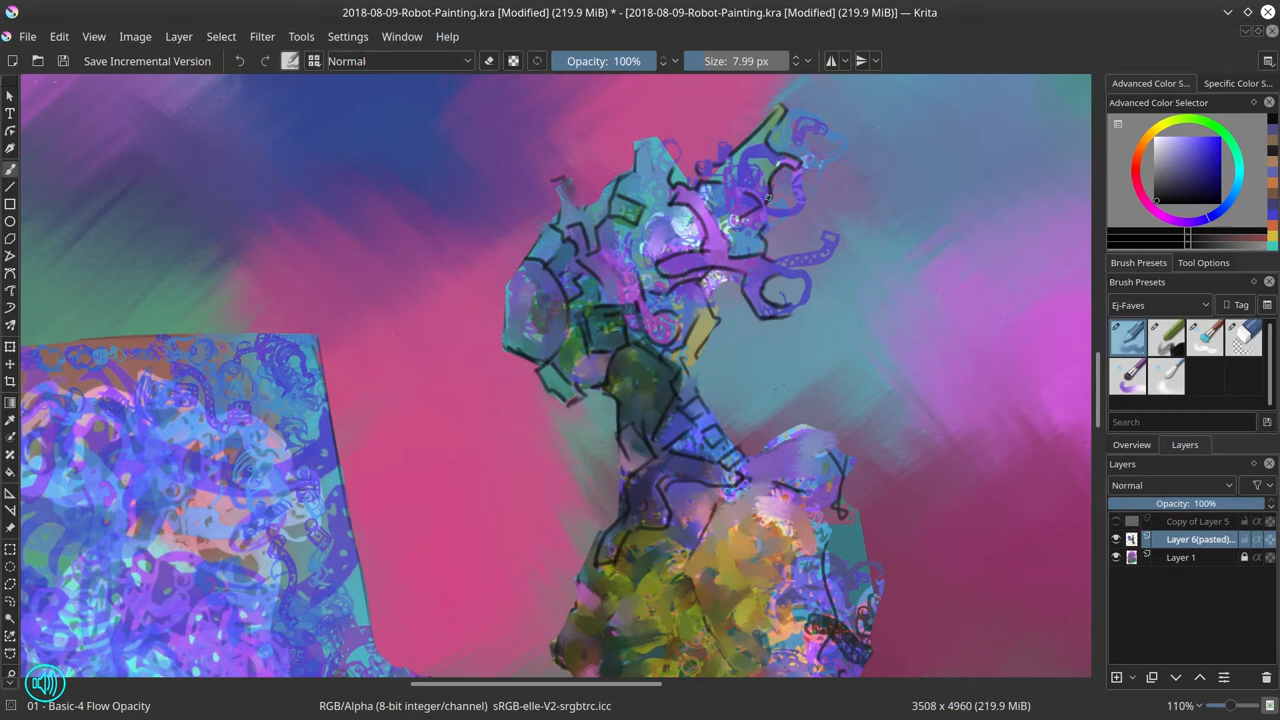 2018-08-09-Robot-Painting.kra [Modified] (219.9 MiB) * - [2018-08-09-Robot-Painting.kra [Modified] (219.9 MiB)] — Krita
File Edit View Image Layer Select Filter Tools Settings Window Help
Save Incremental Version Normal Opacity: 100% Size: 7.99 px
Advanced Color S... Specific Color S...
Advanced Color Selector
Brush Presets Tool Options
Brush Presets
Ej-Faves Tag
Search
Overview Layers
Layers
Normal
Opacity: 100%
Copy of Layer 5
Layer 6(pasted)...
Layer 1
01 - Basic-4 Flow Opacity RGB/Alpha (8-bit integer/channel) sRGB-elle-V2-srgbtrc.icc 3508 x 4960 (219.9 MiB) 110%